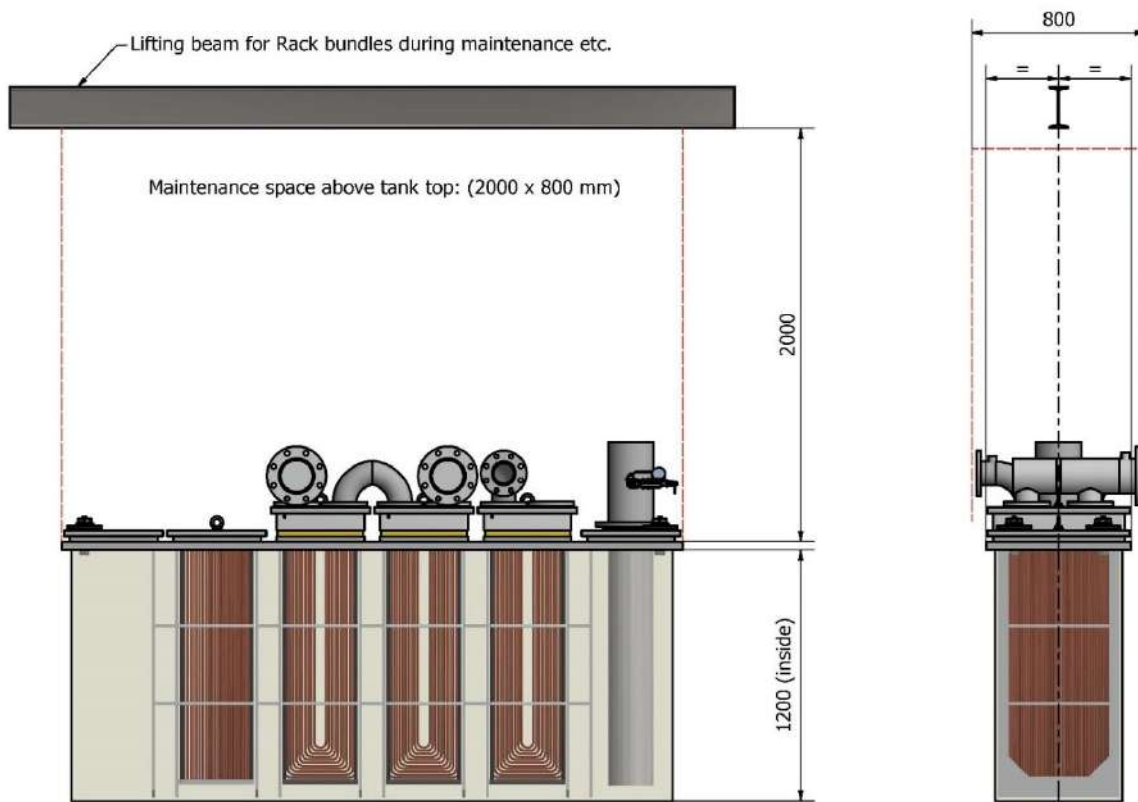 Lifting beam for Rack bundles during maintenance etc.
800
= =
Maintenance space above tank top: (2000 x 800 mm)
2000
1200 (inside)